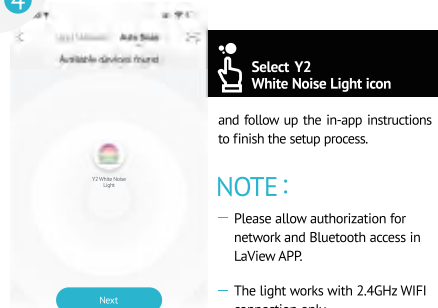 4
Auto Scan
Available devices found
Y2 White Noise
Light
Next
Select Y2
White Noise Light icon
and follow up the in-app instructions
to finish the setup process.
NOTE :
— Please allow authorization for
network and Bluetooth access in
LaView APP.
— The light works with 2.4GHz WIFI
connection only